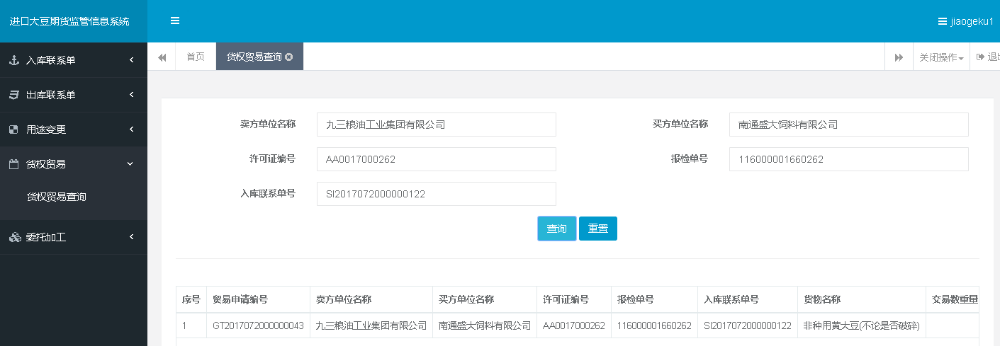 进口大豆期货监管信息系统
jiaogeku1
入库联系单
出库联系单
用途变更
货权贸易
货权贸易查询
委托加工
首页
货权贸易查询
关闭操作
退出
卖方单位名称 九三粮油工业集团有限公司
买方单位名称 南通盛大饲料有限公司
许可证编号 AA0017000262
报检单号 116000001660262
入库联系单号 SI2017072000000122
查询 重置
序号 贸易申请编号 卖方单位名称 买方单位名称 许可证编号 报检单号 入库联系单号 货物名称 交易数重量
1 GT2017072000000043 九三粮油工业集团有限公司 南通盛大饲料有限公司 AA0017000262 116000001660262 SI2017072000000122 非种用黄大豆(不论是否破碎)